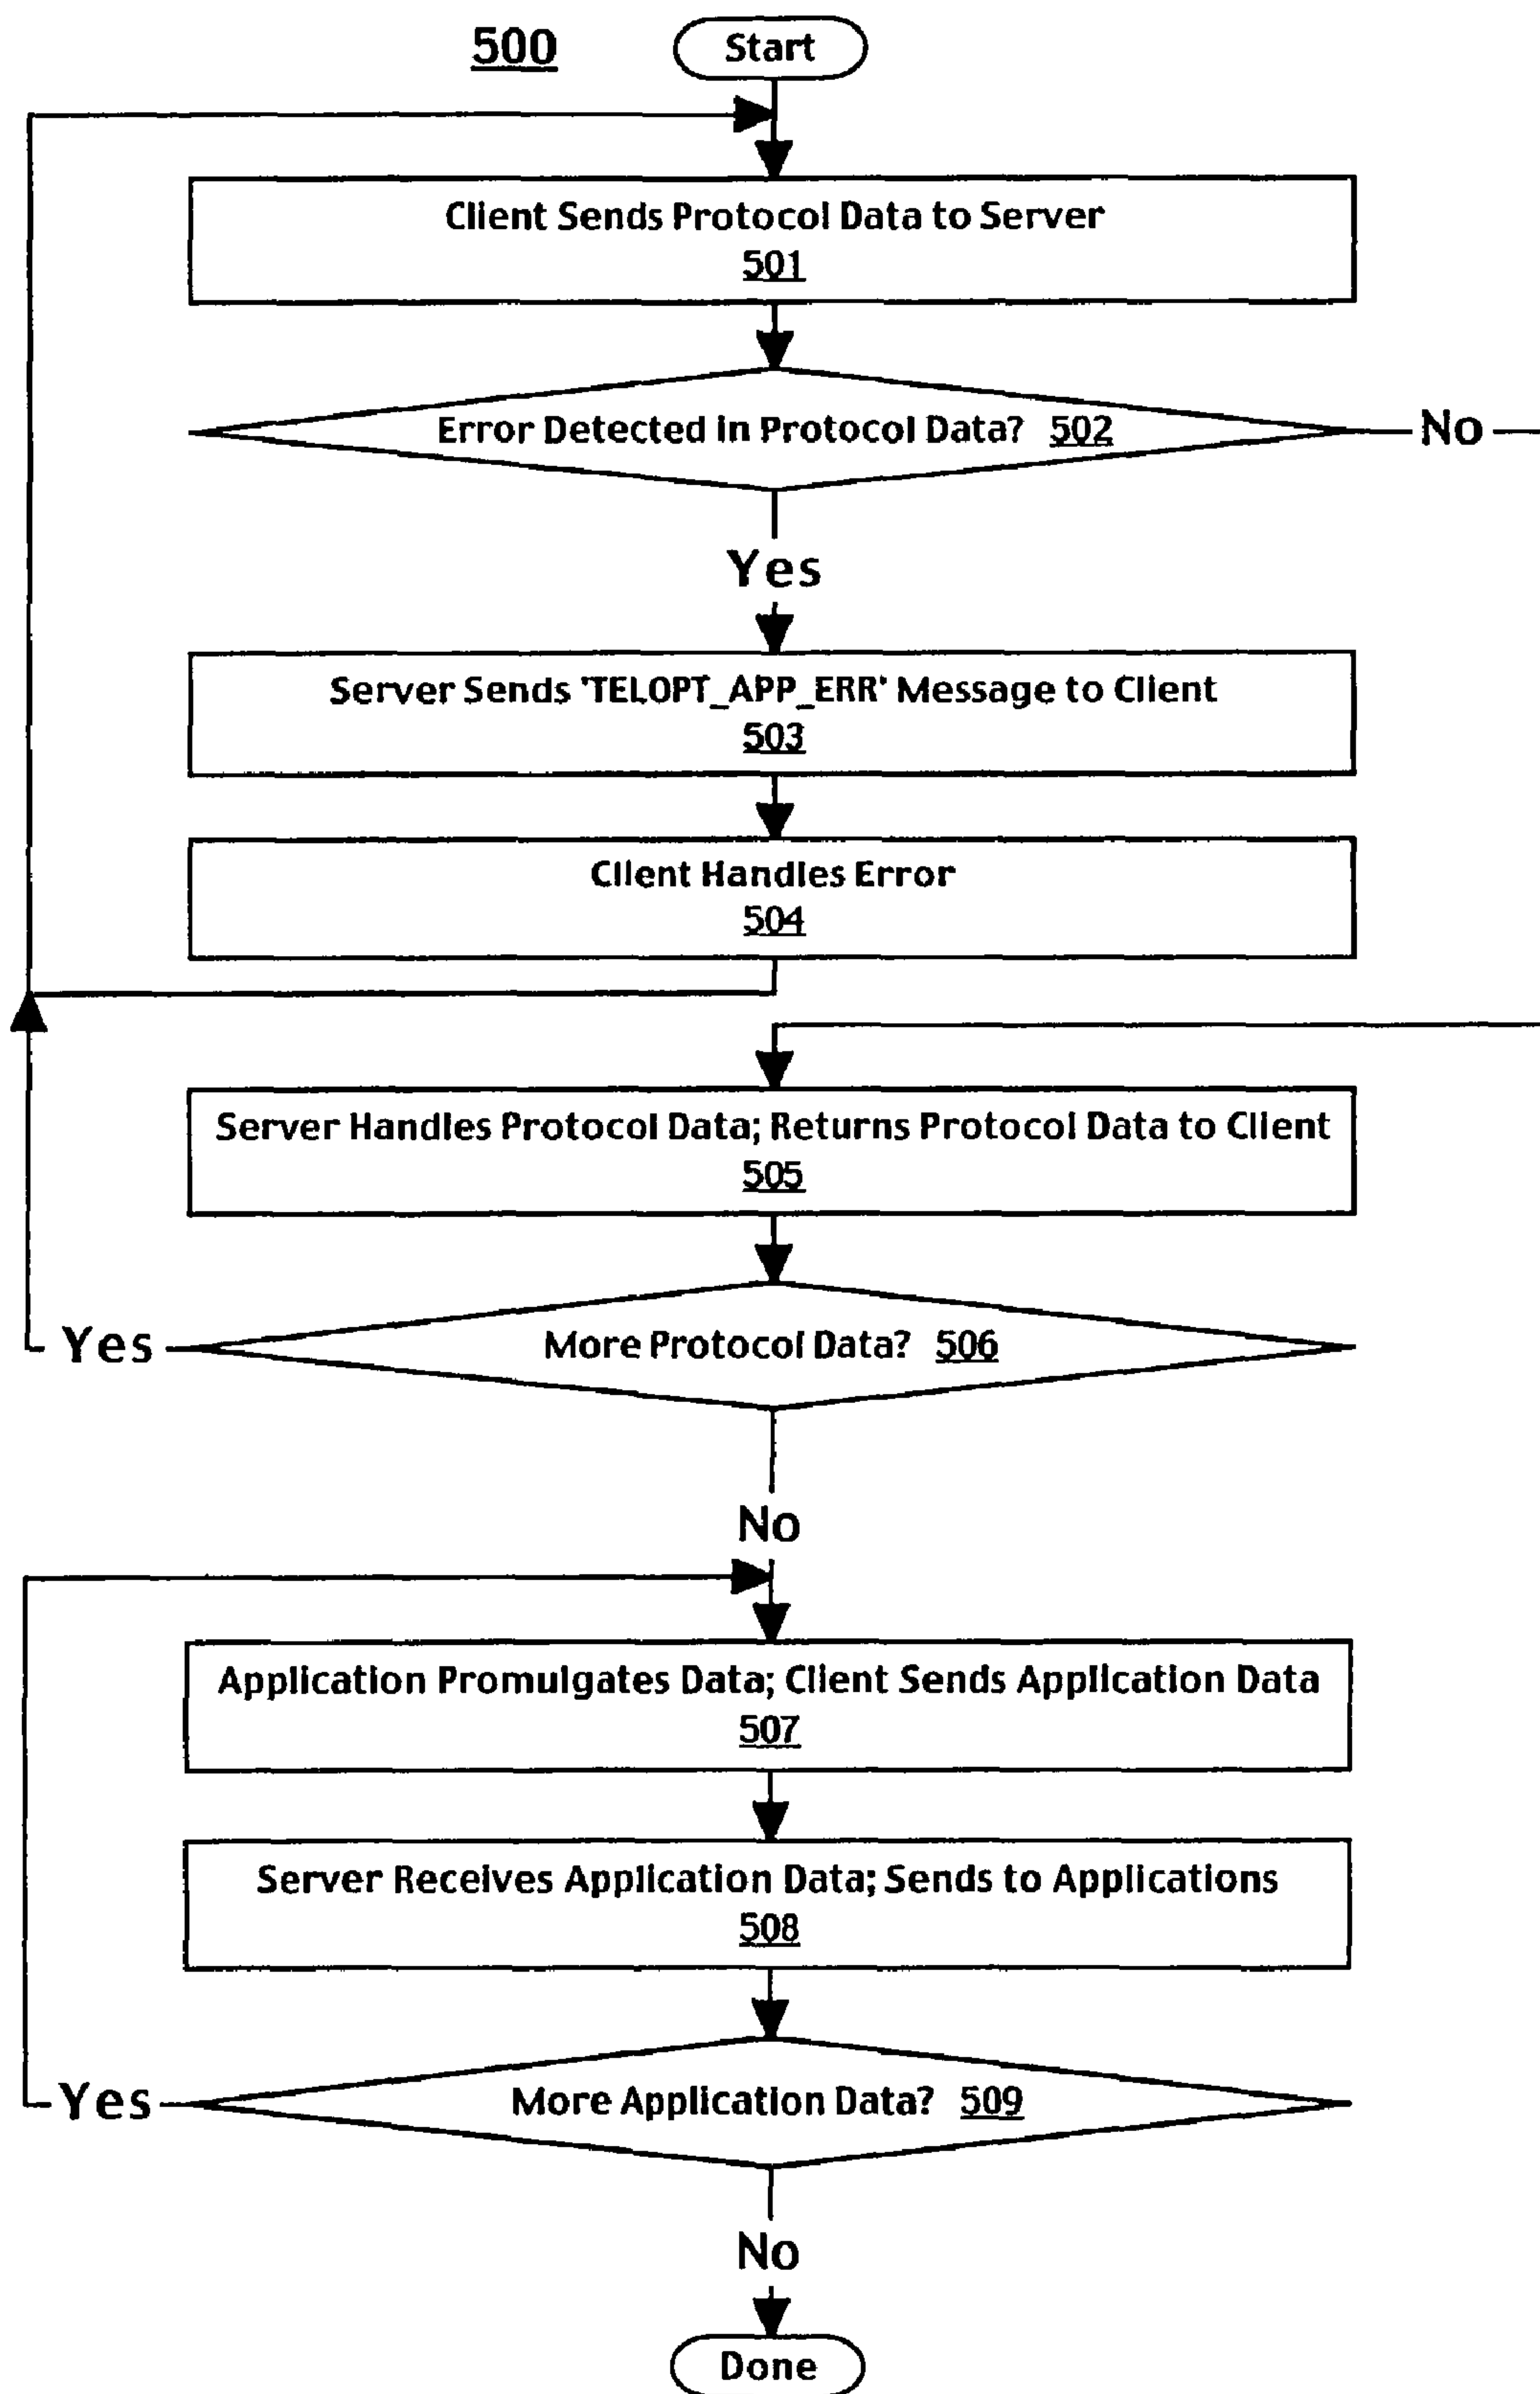 500
Start
Client Sends Protocol Data to Server
501
Error Detected in Protocol Data? 502
No
Yes
Server Sends 'TELOPT_APP_ERR' Message to Client
503
Client Handles Error
504
Server Handles Protocol Data; Returns Protocol Data to Client
505
More Protocol Data? 506
Yes
No
Application Promulgates Data; Client Sends Application Data
507
Server Receives Application Data; Sends to Applications
508
More Application Data? 509
Yes
No
Done